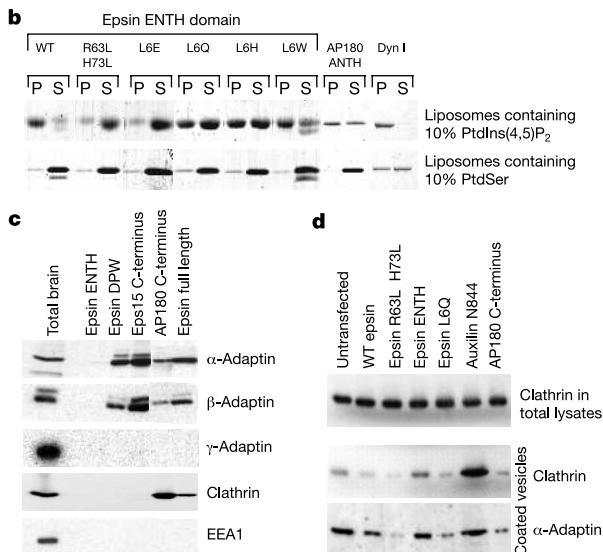 b
Epsin ENTH domain
WT R63L H73L L6E L6Q L6H L6W AP180 ANTH Dyn I
P S P S P S P S P S P S P S P S
Liposomes containing
10% PtdIns(4,5)P2
Liposomes containing
10% PtdSer
c
Total brain
Epsin ENTH
Epsin DPW
Eps15 C-terminus
AP180 C-terminus
Epsin full length
α-Adaptin
β-Adaptin
γ-Adaptin
Clathrin
EEA1
d
Untransfected
WT epsin
Epsin R63L H73L
Epsin ENTH
Epsin L6Q
Auxilin N844
AP180 C-terminus
Clathrin in
total lysates
Clathrin
α-Adaptin
Coated vesicles